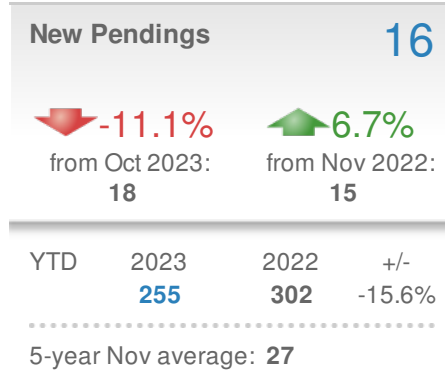 New Pendings 16
-11.1% 6.7%
from Oct 2023: from Nov 2022:
18 15
YTD 2023 2022 +/-
255 302 -15.6%
5-year Nov average: 27